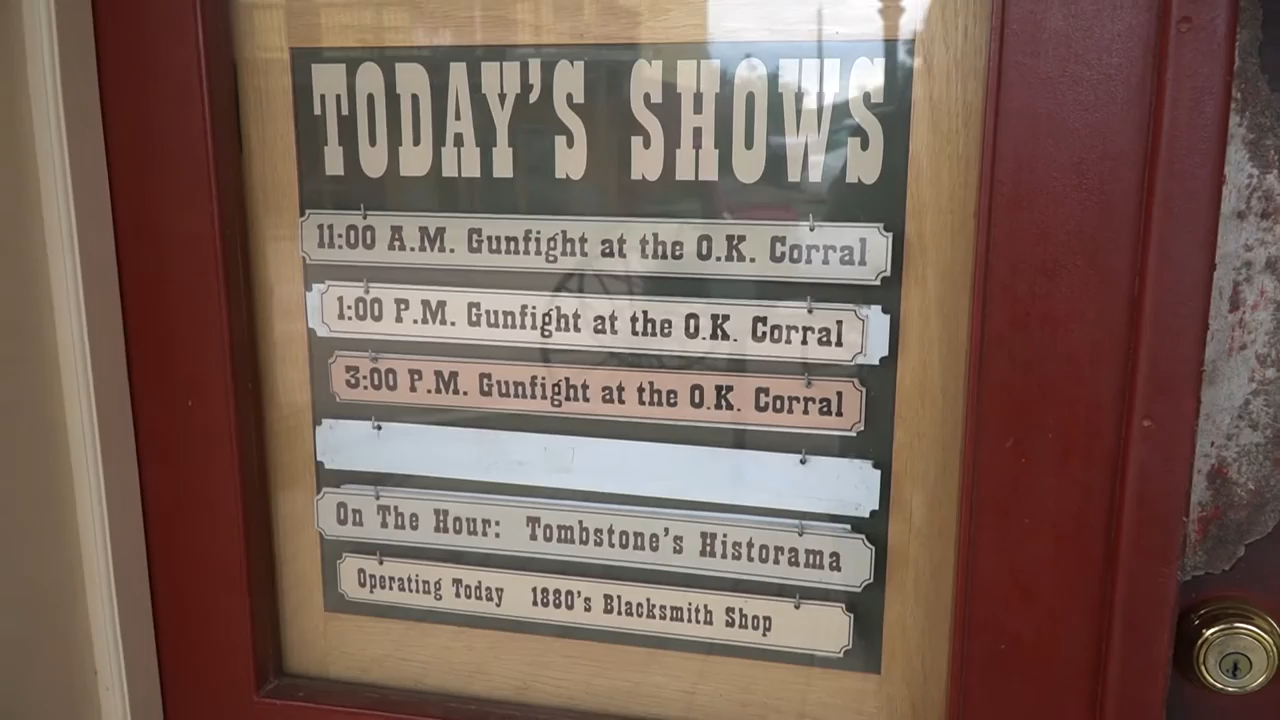 TODAY'S SHOWS
11:00 A.M. Gunfight at the O.K. Corral
1:00 P.M. Gunfight at the O.K. Corral
3:00 P.M. Gunfight at the O.K. Corral
On The Hour: Tombstone's Historama
Operating Today 1880's Blacksmith Shop